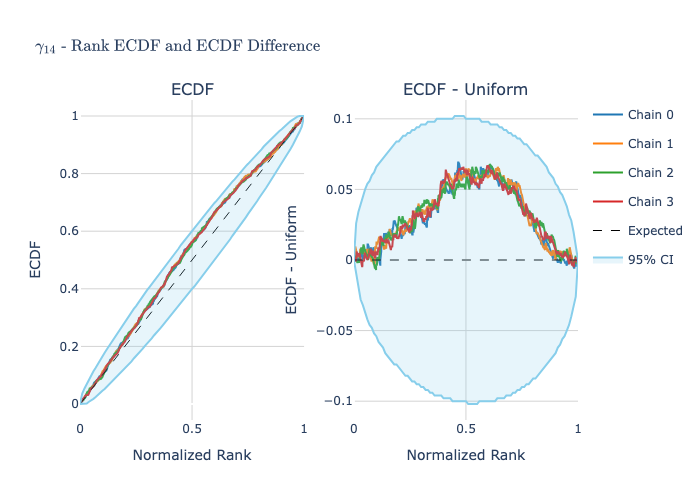 γ₁₄ - Rank ECDF and ECDF Difference
ECDF
ECDF
1
0.8
0.6
0.4
0.2
0
0
0.5
1
Normalized Rank
ECDF - Uniform
ECDF - Uniform
0.1
0.05
0
−0.05
−0.1
0
0.5
1
Normalized Rank
Chain 0
Chain 1
Chain 2
Chain 3
Expected
95% CI